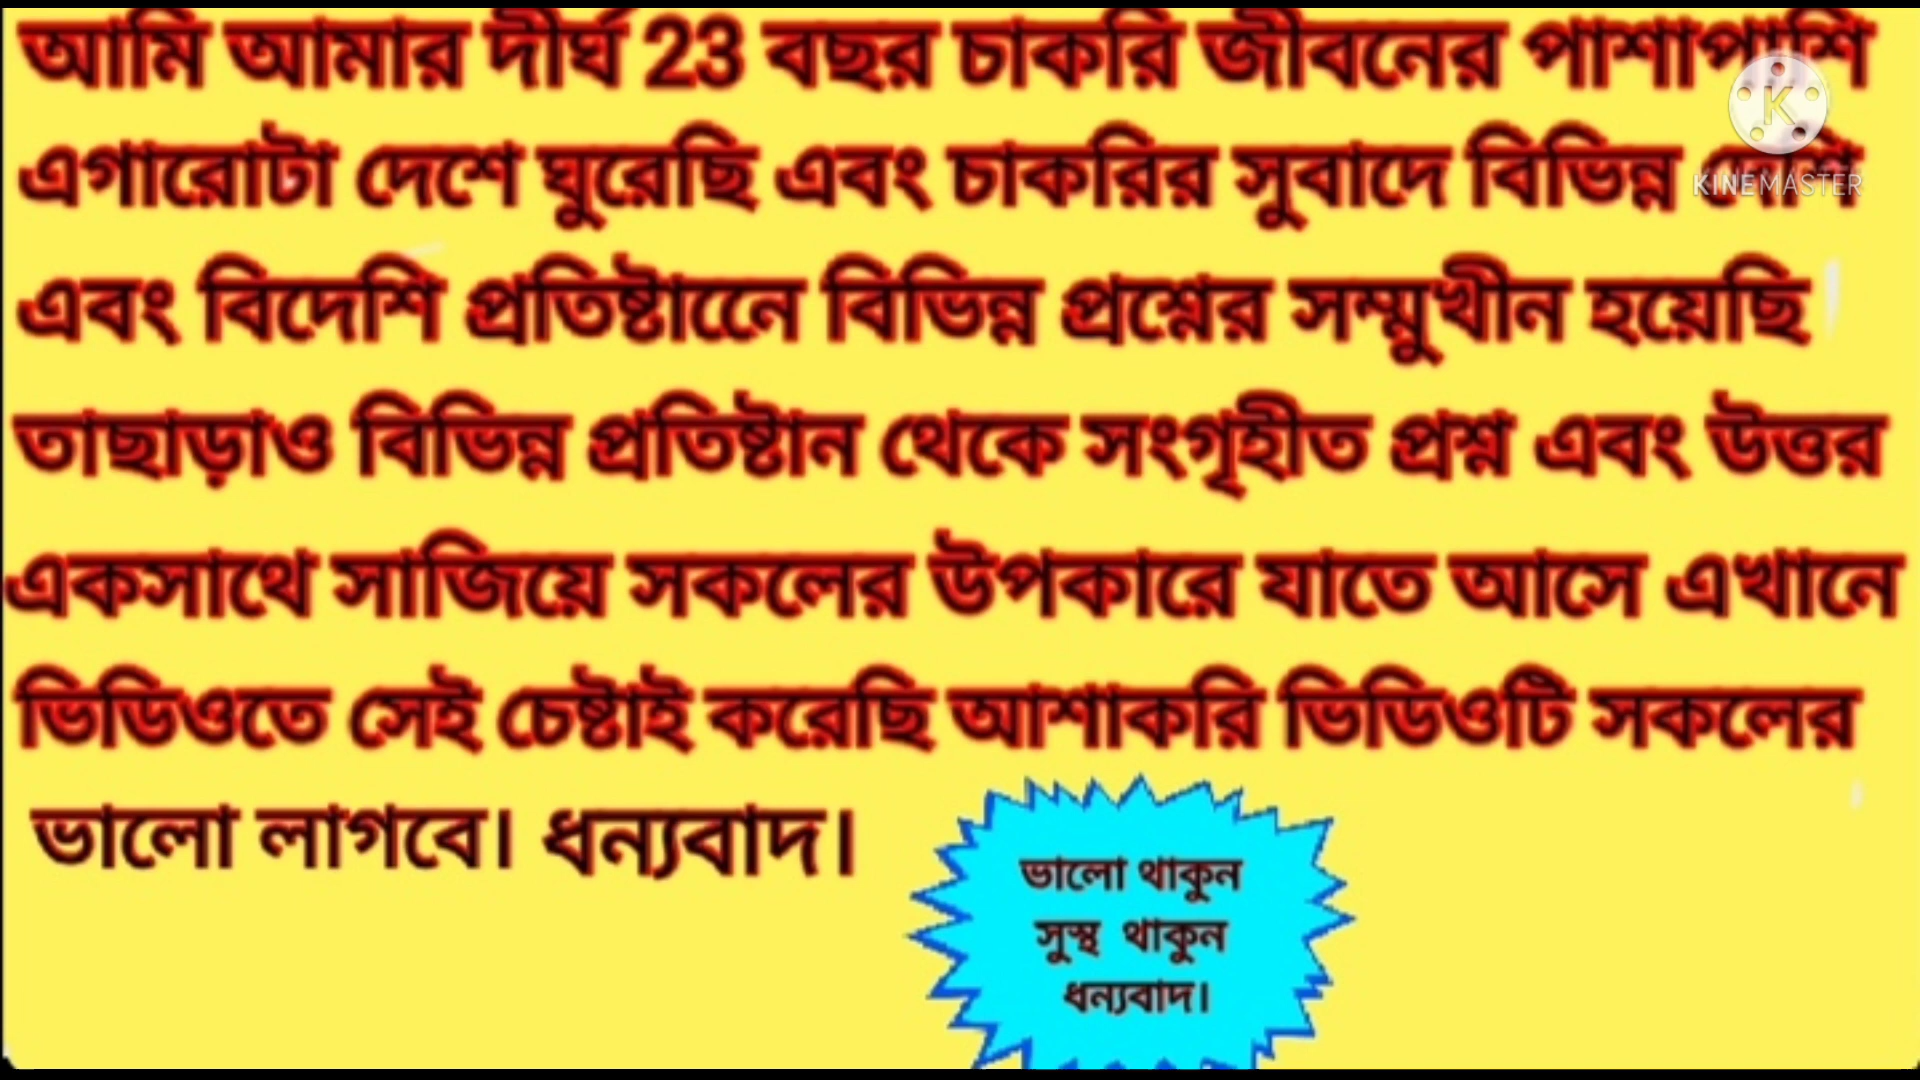 আমি আমার দীর্ঘ 23 বছর চাকরি জীবনের পাশাপাশি
এগারোটা দেশে ঘুরেছি এবং চাকরির সুবাদে বিভিন্ন দেশি
এবং বিদেশি প্রতিষ্টানেে বিভিন্ন প্রশ্নের সম্মুখীন হয়েছি
তাছাড়াও বিভিন্ন প্রতিষ্টান থেকে সংগৃহীত প্রশ্ন এবং উত্তর
একসাথে সাজিয়ে সকলের উপকারে যাতে আসে এখানে
ভিডিওতে সেই চেষ্টাই করেছি আশাকরি ভিডিওটি সকলের
ভালো লাগবে। ধন্যবাদ।
ভালো থাকুন
সুস্থ থাকুন
ধন্যবাদ।
K
KINEMASTER